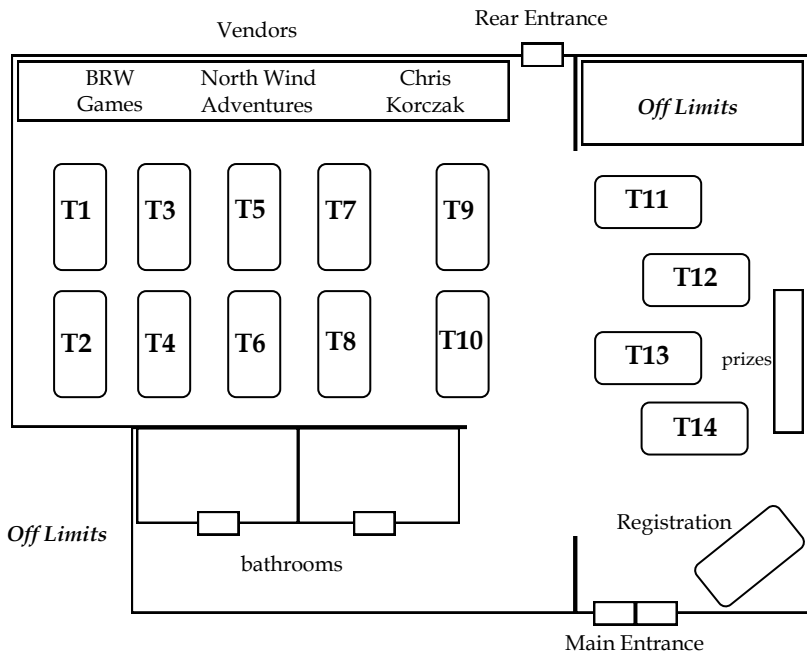 Rear Entrance
Vendors
BRW
Games
North Wind
Adventures
Chris
Korczak
Off Limits
T1
T3
T5
T7
T9
T11
T12
T2
T4
T6
T8
T10
T13
prizes
T14
Registration
Off Limits
bathrooms
Main Entrance